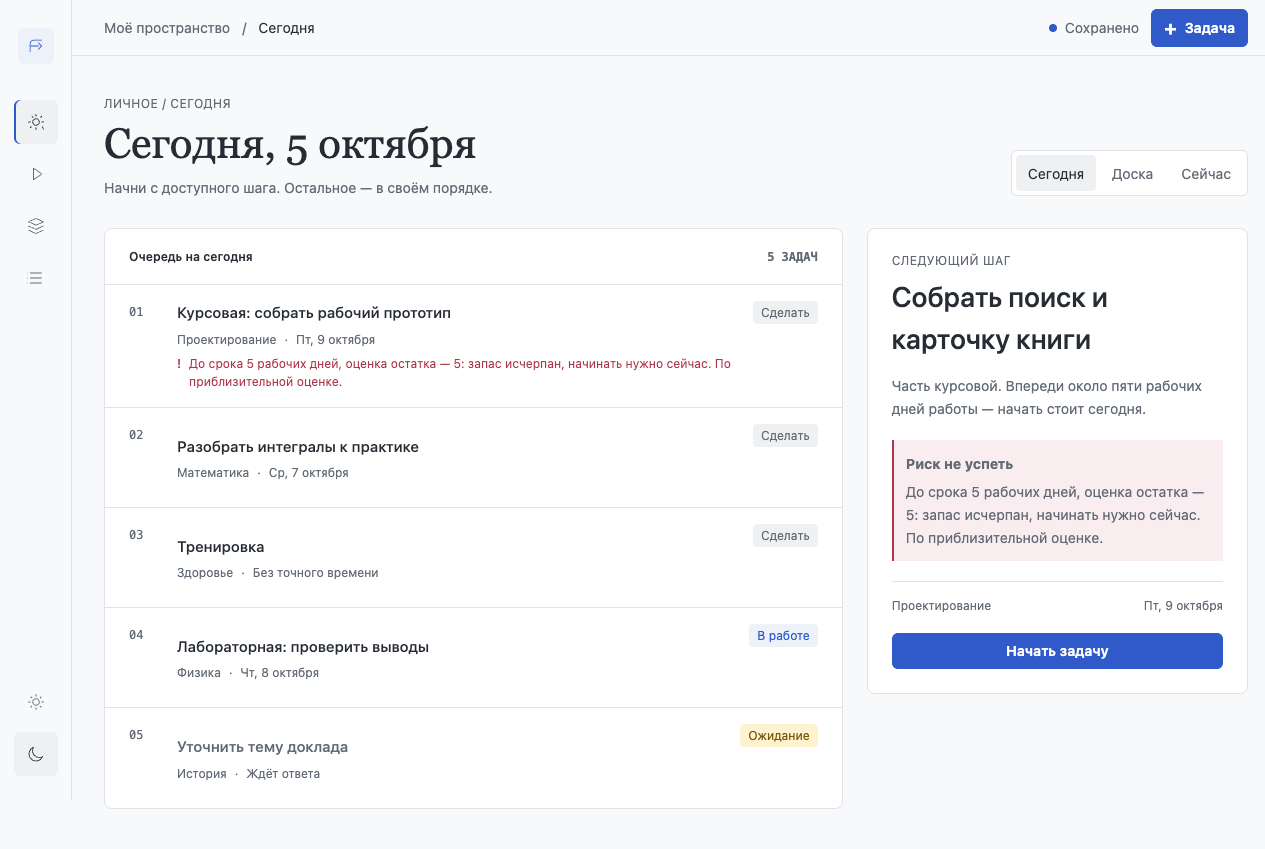 Моё пространство / Сегодня
Сохранено
+ Задача
ЛИЧНОЕ / СЕГОДНЯ
Сегодня, 5 октября
Начни с доступного шага. Остальное — в своём порядке.
Сегодня Доска Сейчас
Очередь на сегодня
5 ЗАДАЧ
01
Курсовая: собрать рабочий прототип
Сделать
Проектирование · Пт, 9 октября
! До срока 5 рабочих дней, оценка остатка — 5: запас исчерпан, начинать нужно сейчас. По
приблизительной оценке.
02
Разобрать интегралы к практике
Сделать
Математика · Ср, 7 октября
03
Тренировка
Сделать
Здоровье · Без точного времени
04
Лабораторная: проверить выводы
В работе
Физика · Чт, 8 октября
05
Уточнить тему доклада
Ожидание
История · Ждёт ответа
СЛЕДУЮЩИЙ ШАГ
Собрать поиск и
карточку книги
Часть курсовой. Впереди около пяти рабочих
дней работы — начать стоит сегодня.
Риск не успеть
До срока 5 рабочих дней, оценка остатка —
5: запас исчерпан, начинать нужно сейчас.
По приблизительной оценке.
Проектирование
Пт, 9 октября
Начать задачу